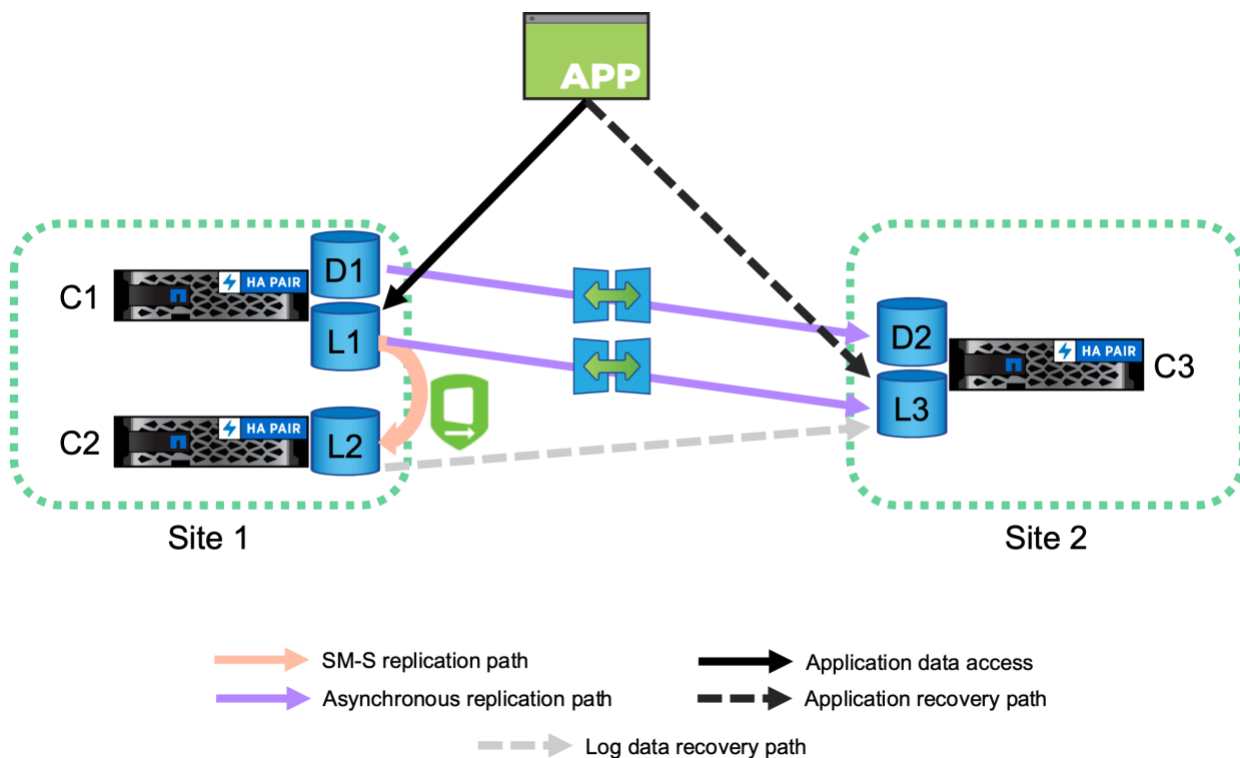 APP
C1
HA PAIR
D1
L1
C2
HA PAIR
L2
D2
L3
HA PAIR
C3
Site 1
Site 2
SM-S replication path
Application data access
Asynchronous replication path
Application recovery path
Log data recovery path